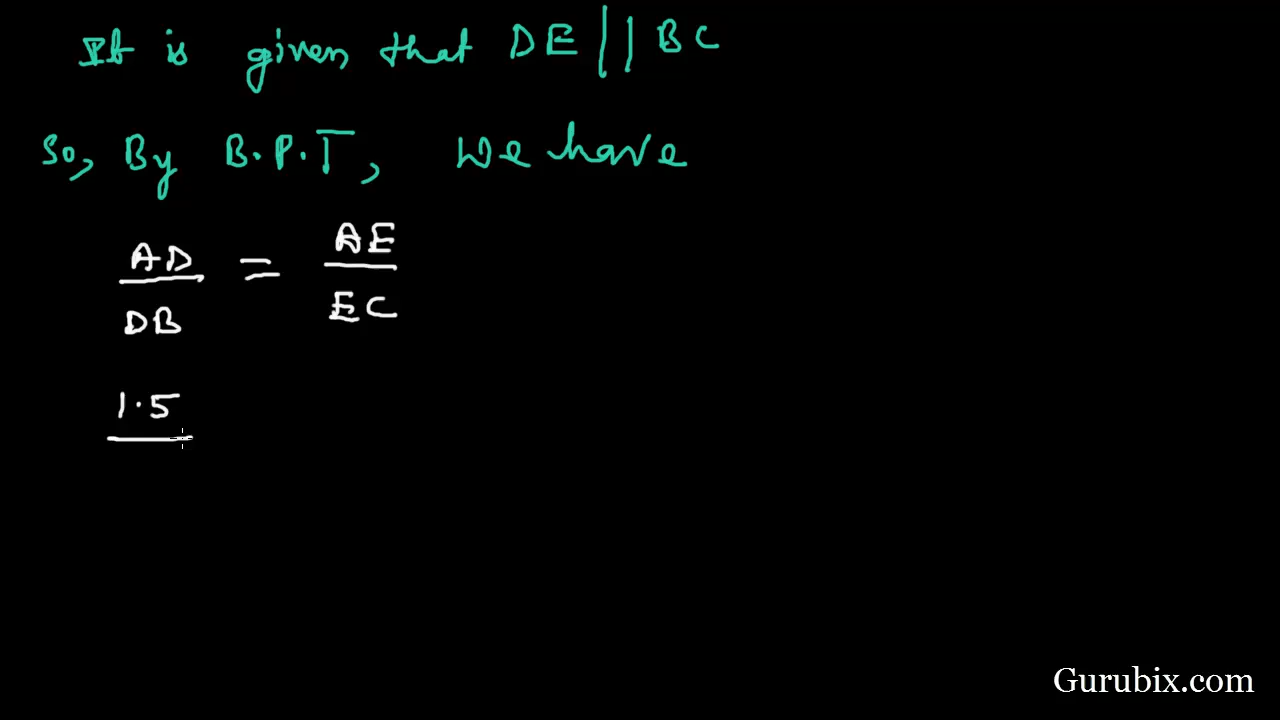 It is given that DE || BC
So, By B.P.T, We have
AD/DB = AE/EC
1.5
Gurubix.com